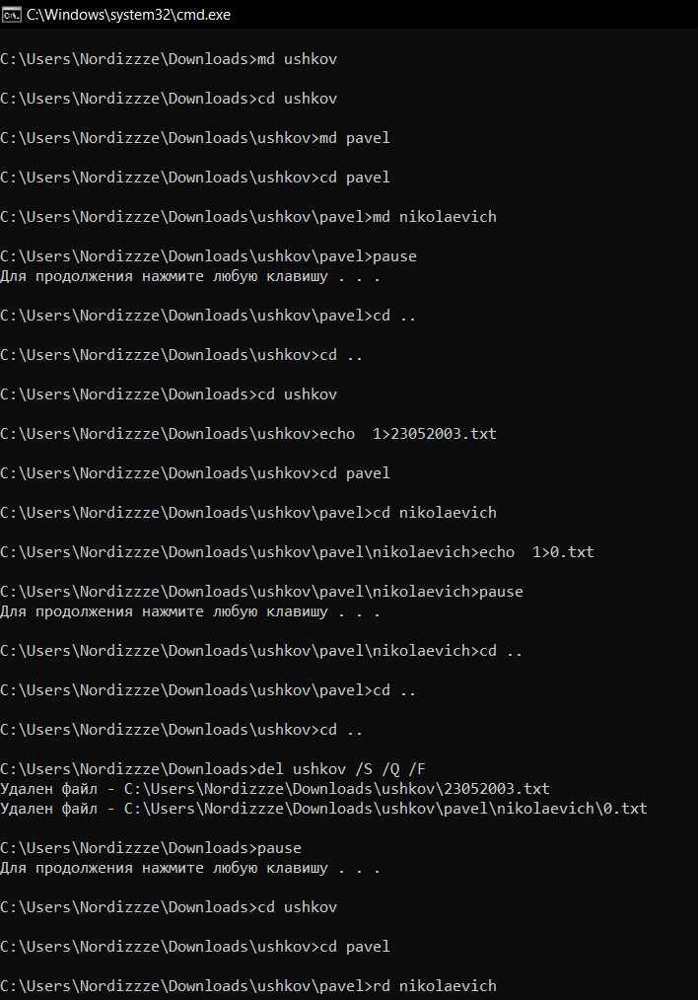 C:\Windows\system32\cmd.exe
C:\Users\Nordizzze\Downloads>md ushkov
C:\Users\Nordizzze\Downloads>cd ushkov
C:\Users\Nordizzze\Downloads\ushkov>md pavel
C:\Users\Nordizzze\Downloads\ushkov>cd pavel
C:\Users\Nordizzze\Downloads\ushkov\pavel>md nikolaevich
C:\Users\Nordizzze\Downloads\ushkov\pavel>pause
Для продолжения нажмите любую клавишу . . .
C:\Users\Nordizzze\Downloads\ushkov\pavel>cd ..
C:\Users\Nordizzze\Downloads\ushkov>cd ..
C:\Users\Nordizzze\Downloads>cd ushkov
C:\Users\Nordizzze\Downloads\ushkov>echo  1>23052003.txt
C:\Users\Nordizzze\Downloads\ushkov>cd pavel
C:\Users\Nordizzze\Downloads\ushkov\pavel>cd nikolaevich
C:\Users\Nordizzze\Downloads\ushkov\pavel\nikolaevich>echo  1>0.txt
C:\Users\Nordizzze\Downloads\ushkov\pavel\nikolaevich>pause
Для продолжения нажмите любую клавишу . . .
C:\Users\Nordizzze\Downloads\ushkov\pavel\nikolaevich>cd ..
C:\Users\Nordizzze\Downloads\ushkov\pavel>cd ..
C:\Users\Nordizzze\Downloads\ushkov>cd ..
C:\Users\Nordizzze\Downloads>del ushkov /S /Q /F
Удален файл - C:\Users\Nordizzze\Downloads\ushkov\23052003.txt
Удален файл - C:\Users\Nordizzze\Downloads\ushkov\pavel\nikolaevich\0.txt
C:\Users\Nordizzze\Downloads>pause
Для продолжения нажмите любую клавишу . . .
C:\Users\Nordizzze\Downloads>cd ushkov
C:\Users\Nordizzze\Downloads\ushkov>cd pavel
C:\Users\Nordizzze\Downloads\ushkov\pavel>rd nikolaevich